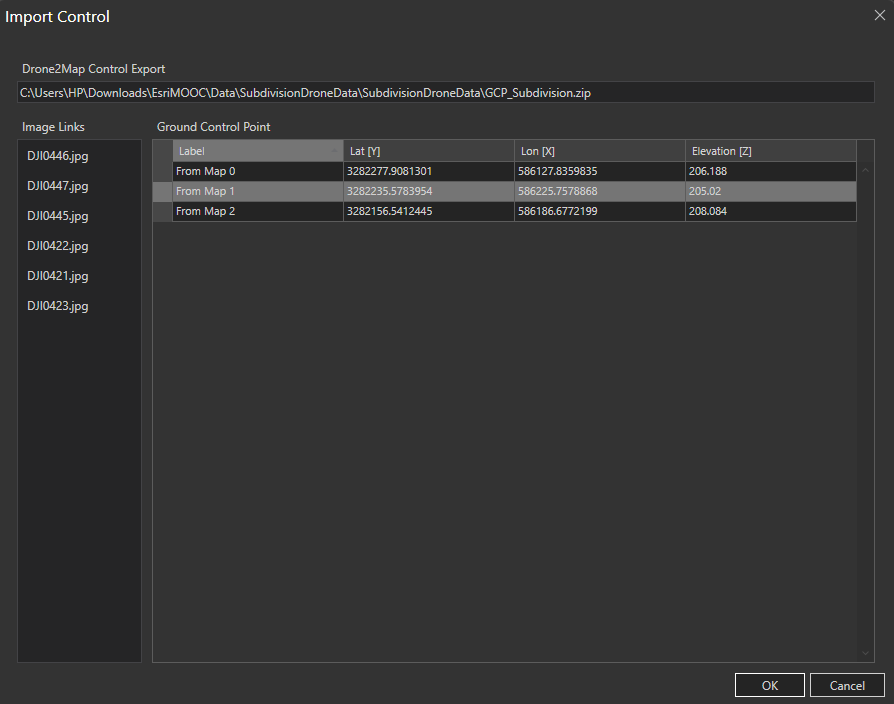 Import Control
Drone2Map Control Export
C:\Users\HP\Downloads\EsriMOOC\Data\SubdivisionDroneData\SubdivisionDroneData\GCP_Subdivision.zip
Image Links
Ground Control Point
DJI0446.jpg
DJI0447.jpg
DJI0445.jpg
DJI0422.jpg
DJI0421.jpg
DJI0423.jpg
Label Lat [Y] Lon [X] Elevation [Z]
From Map 0 3282277.9081301 586127.8359835 206.188
From Map 1 3282235.5783954 586225.7578868 205.02
From Map 2 3282156.5412445 586186.6772199 208.084
OK Cancel